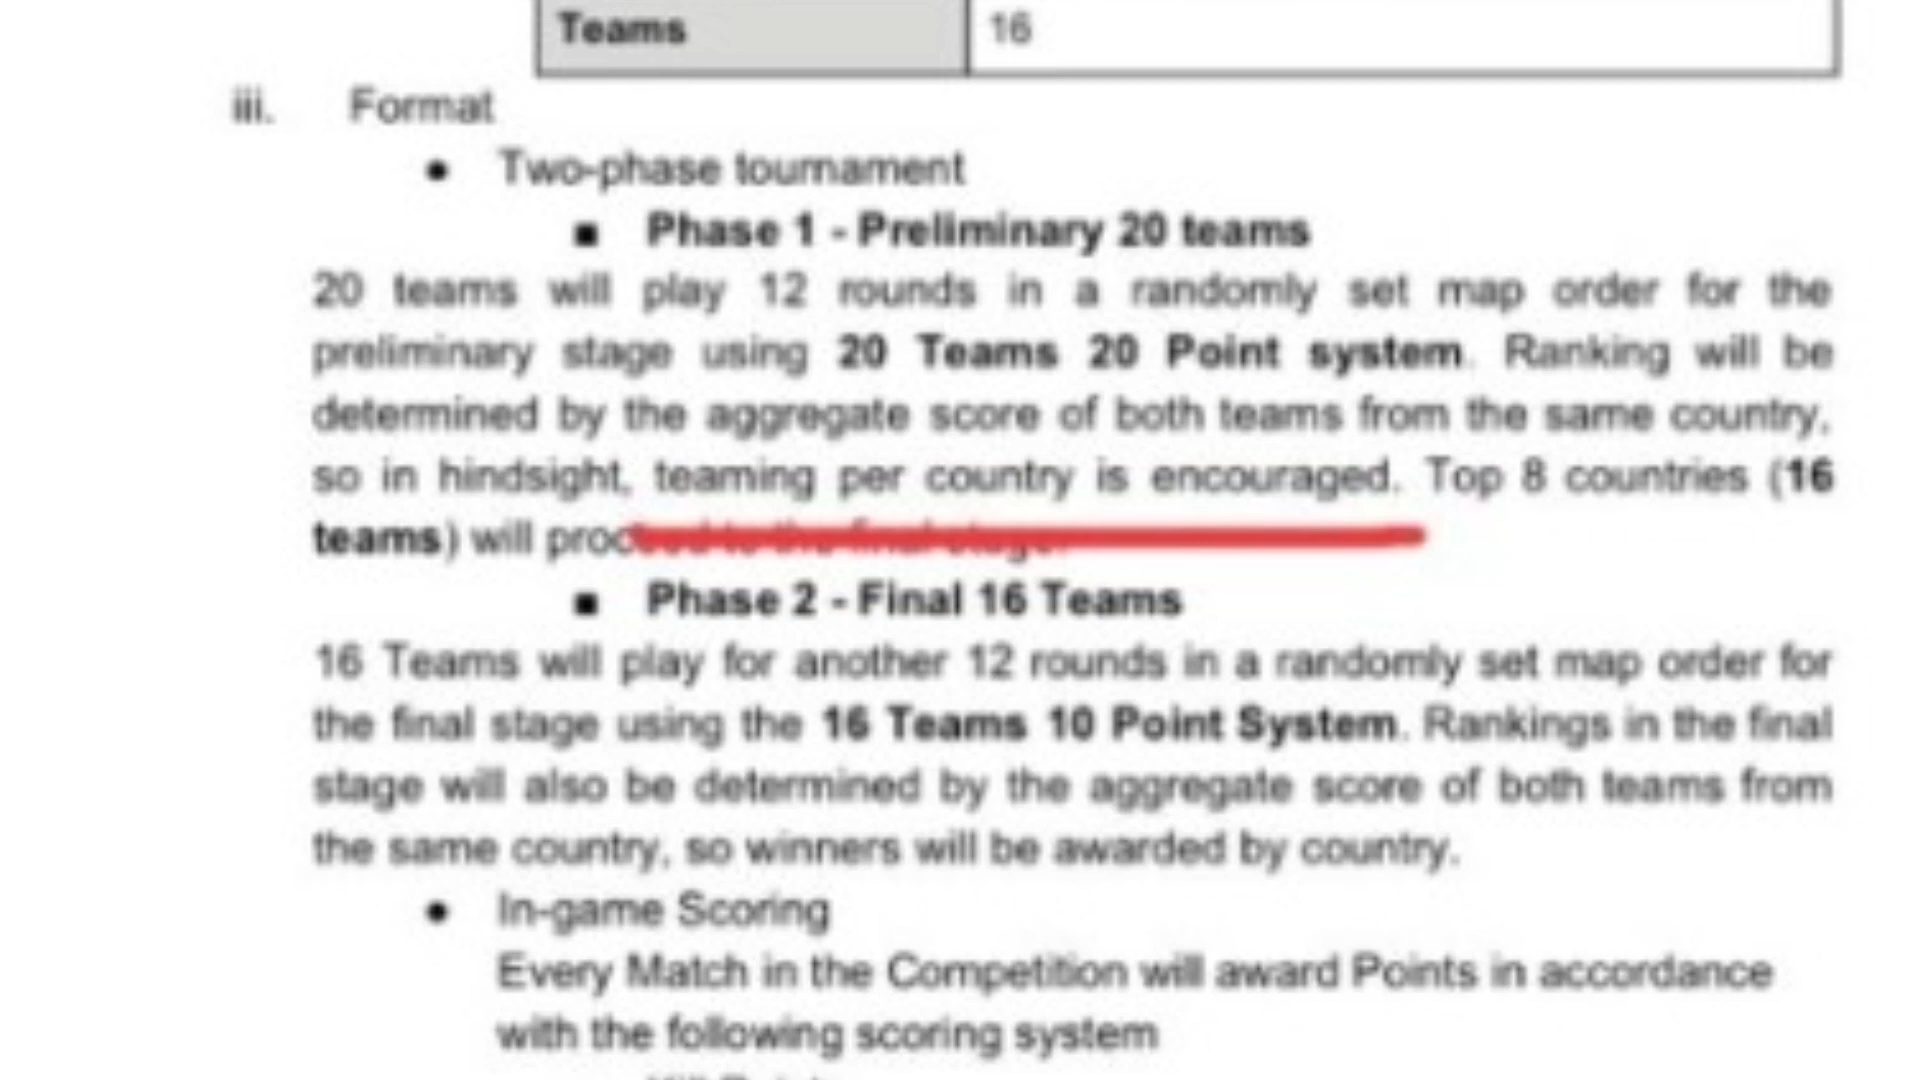 Teams 16
iii. Format
● Two-phase tournament
■ Phase 1 - Preliminary 20 teams
20 teams will play 12 rounds in a randomly set map order for the
preliminary stage using 20 Teams 20 Point system. Ranking will be
determined by the aggregate score of both teams from the same country,
so in hindsight, teaming per country is encouraged. Top 8 countries (16
teams) will proceed to the final stage.
■ Phase 2 - Final 16 Teams
16 Teams will play for another 12 rounds in a randomly set map order for
the final stage using the 16 Teams 10 Point System. Rankings in the final
stage will also be determined by the aggregate score of both teams from
the same country, so winners will be awarded by country.
● In-game Scoring
Every Match in the Competition will award Points in accordance
with the following scoring system